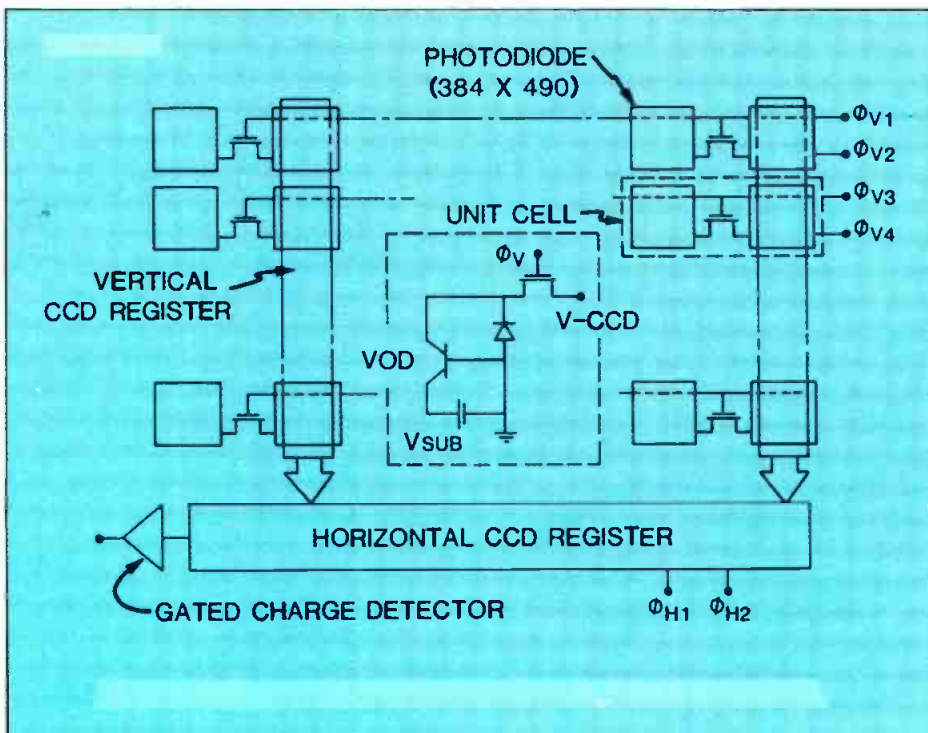 PHOTODIODE
(384 X 490)
ΦV1
ΦV2
UNIT CELL
ΦV3
ΦV4
VERTICAL
CCD REGISTER
ΦV
V-CCD
VOD
VSUB
HORIZONTAL CCD REGISTER
GATED CHARGE DETECTOR
ΦH1
ΦH2